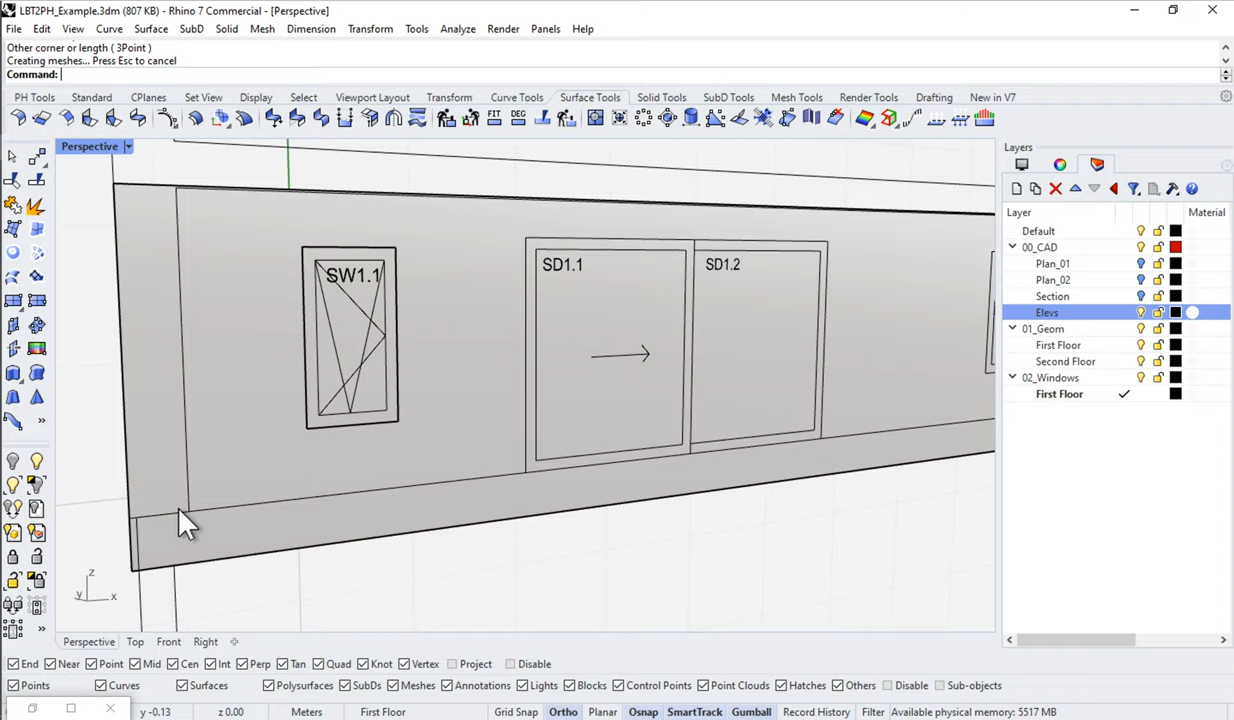 LBT2PH_Example.3dm (807 KB) - Rhino 7 Commercial - [Perspective]
File Edit View Curve Surface SubD Solid Mesh Dimension Transform Tools Analyze Render Panels Help
Other corner or length ( 3Point )
Creating meshes... Press Esc to cancel
Command:
PH Tools Standard CPlanes Set View Display Select Viewport Layout Transform Curve Tools Surface Tools Solid Tools SubD Tools Mesh Tools Render Tools Drafting New in V7
FIT DEG
Perspective
Layers
Layer Material
Default
00_CAD
Plan_01
Plan_02
Section
Elevs
01_Geom
First Floor
Second Floor
02_Windows
First Floor
SW1.1
SD1.1
SD1.2
z
y x
Perspective Top Front Right
End Near Point Mid Cen Int Perp Tan Quad Knot Vertex Project Disable
Points Curves Surfaces Polysurfaces SubDs Meshes Annotations Lights Blocks Control Points Point Clouds Hatches Others Disable Sub-objects
y -0.13 z 0.00 Meters First Floor Grid Snap Ortho Planar Osnap SmartTrack Gumball Record History Filter Available physical memory: 5517 MB